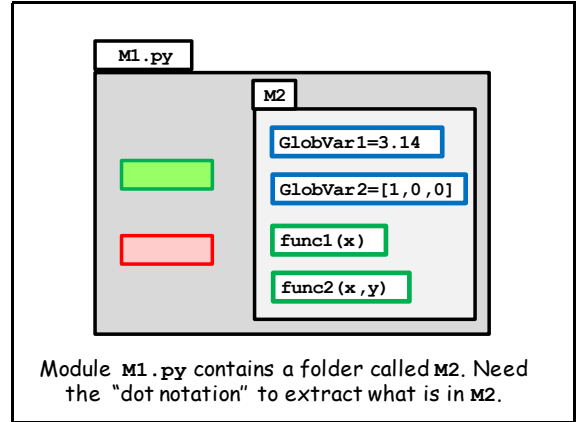 M1.py
M2
GlobVar1=3.14
GlobVar2=[1,0,0]
func1(x)
func2(x,y)
Module M1.py contains a folder called M2. Need
the “dot notation” to extract what is in M2.